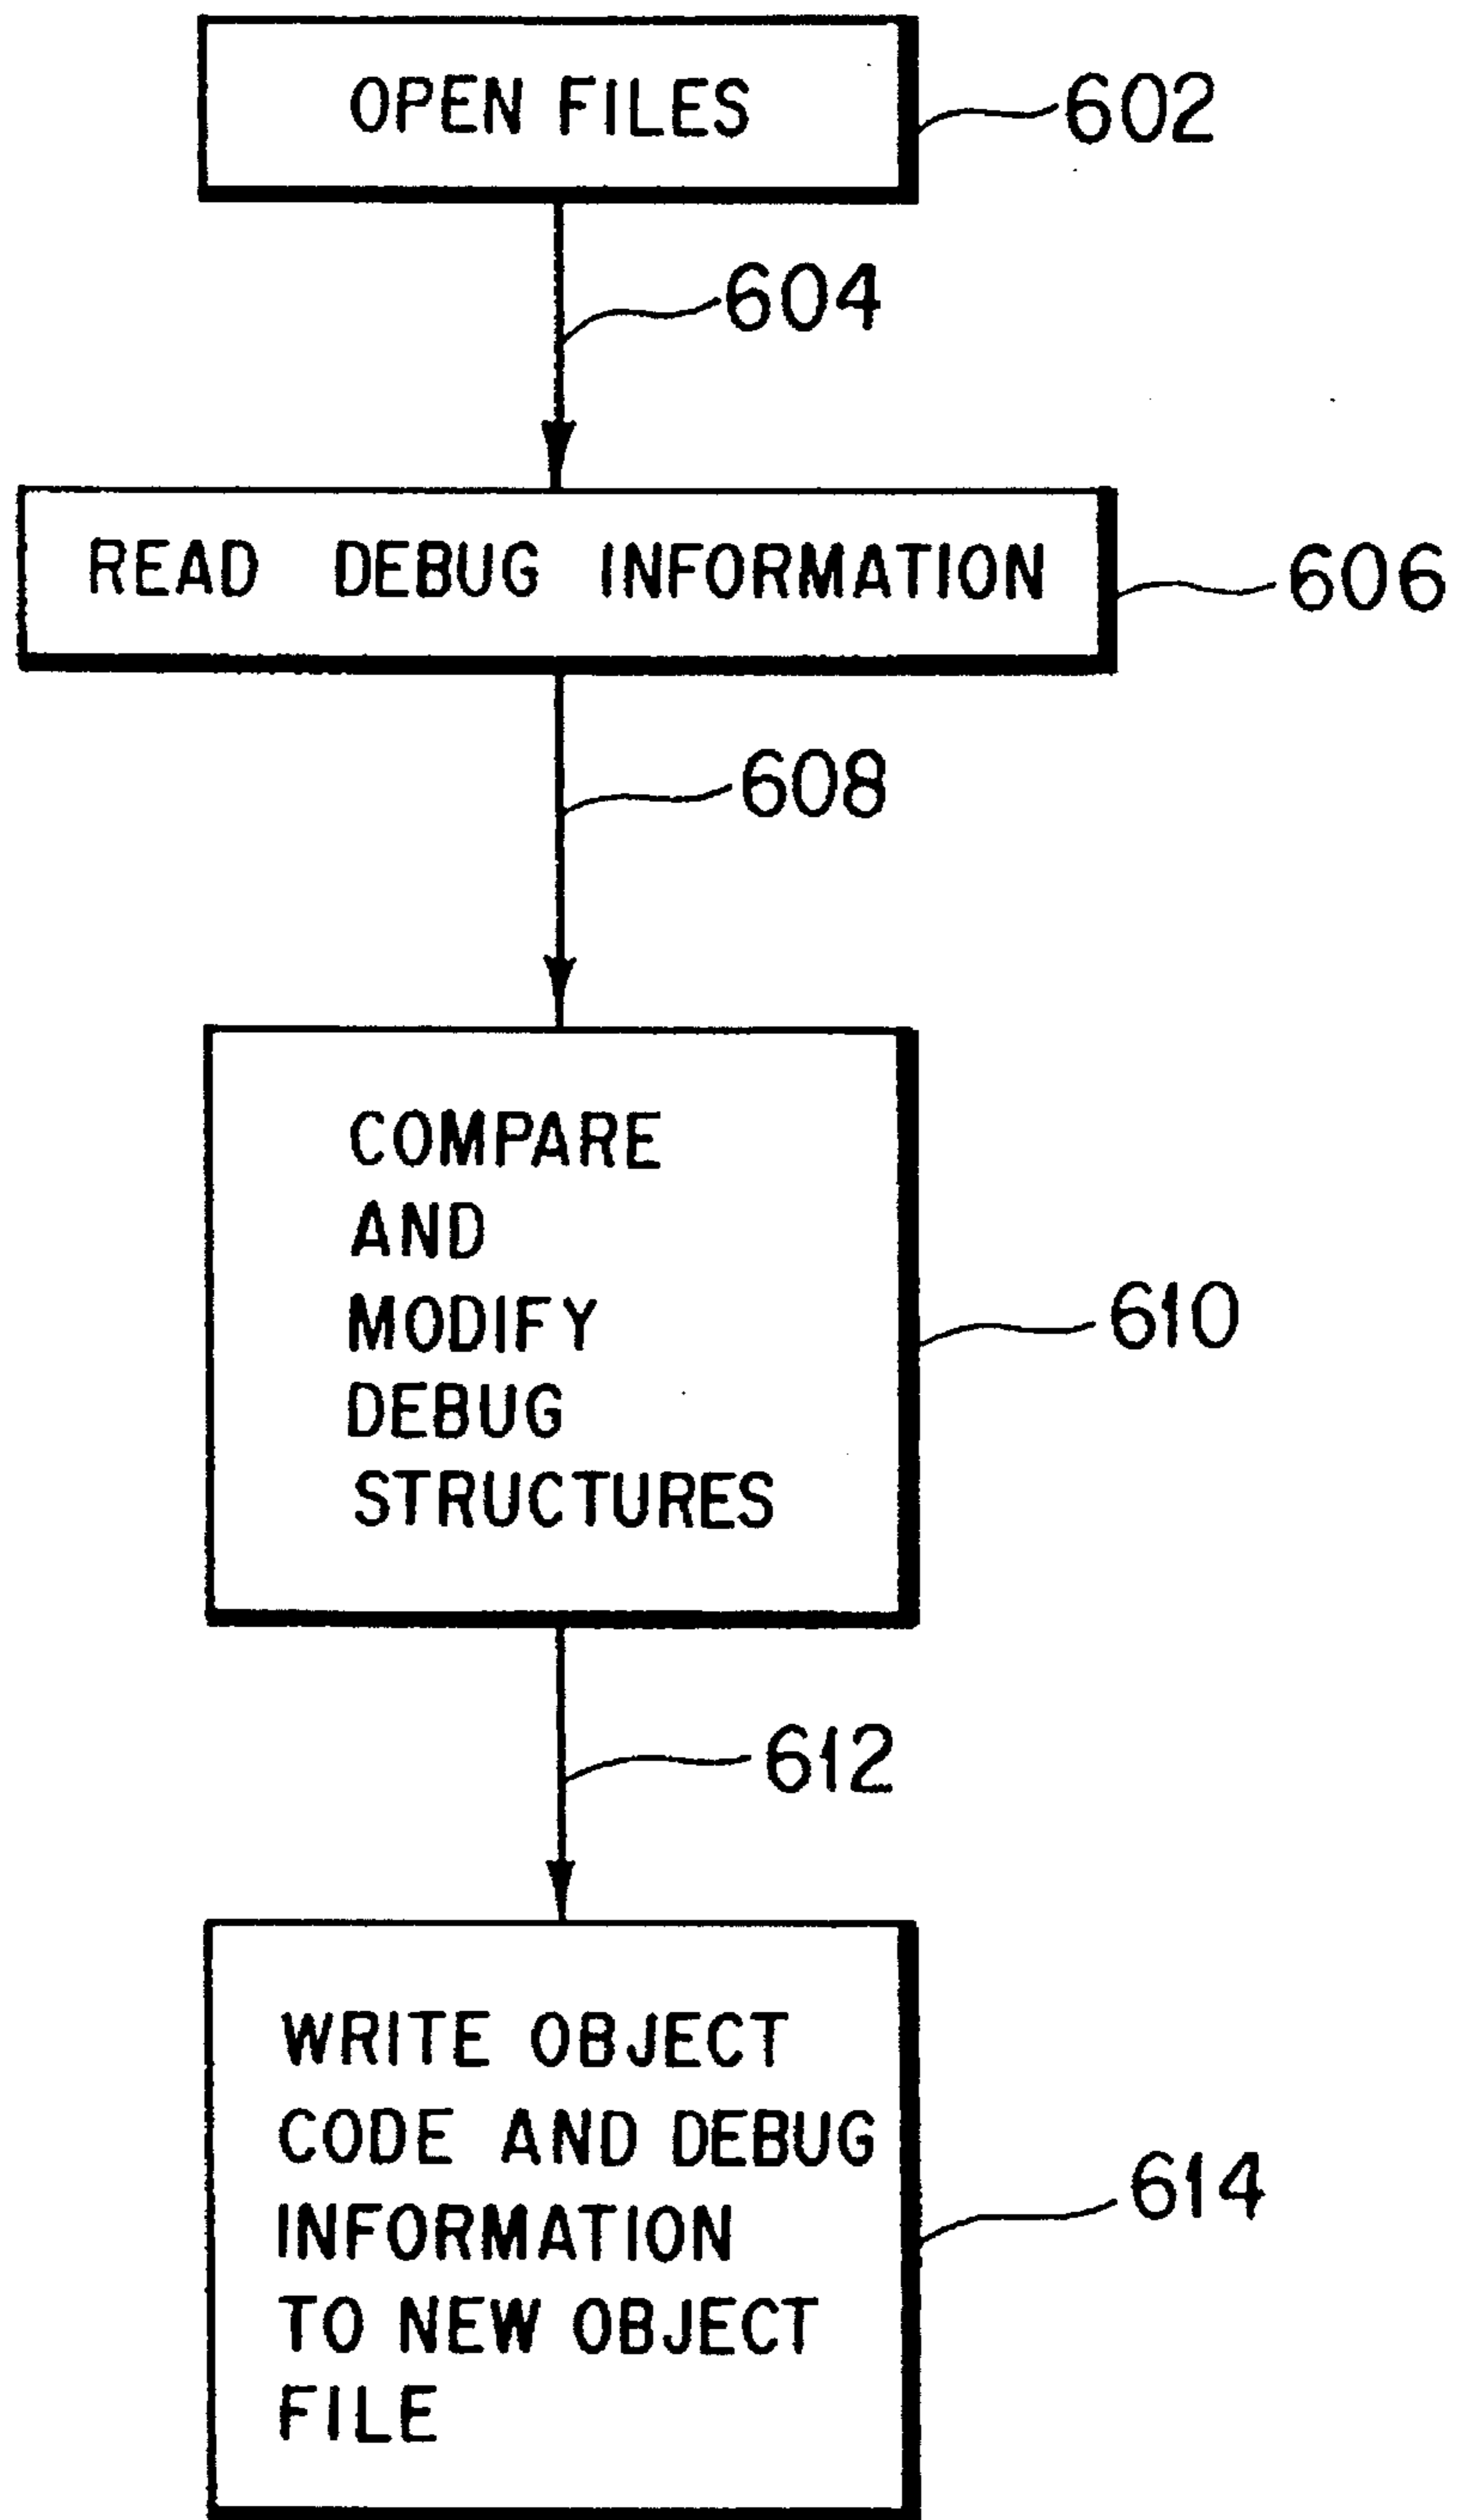 OPEN FILES
602
604
READ DEBUG INFORMATION
606
608
COMPARE
AND
MODIFY
DEBUG
STRUCTURES
610
612
WRITE OBJECT
CODE AND DEBUG
INFORMATION
TO NEW OBJECT
FILE
614